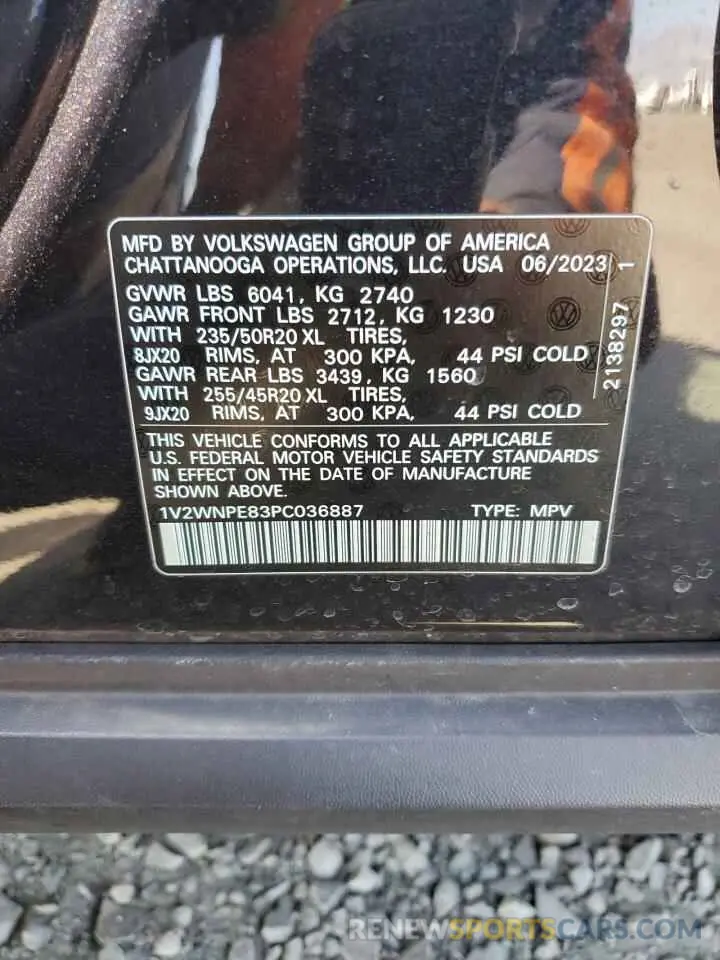 MFD BY VOLKSWAGEN GROUP OF AMERICA
CHATTANOOGA OPERATIONS, LLC. USA 06/2023 1
GVWR LBS 6041, KG 2740
GAWR FRONT LBS 2712, KG 1230
WITH 235/50R20 XL TIRES,
8JX20 RIMS, AT 300 KPA, 44 PSI COLD
GAWR REAR LBS 3439, KG 1560
WITH 255/45R20 XL TIRES,
9JX20 RIMS, AT 300 KPA, 44 PSI COLD
2138297
THIS VEHICLE CONFORMS TO ALL APPLICABLE
U.S. FEDERAL MOTOR VEHICLE SAFETY STANDARDS
IN EFFECT ON THE DATE OF MANUFACTURE
SHOWN ABOVE.
1V2WNPE83PC036887 TYPE: MPV
RENEWSPORTSCARS.COM